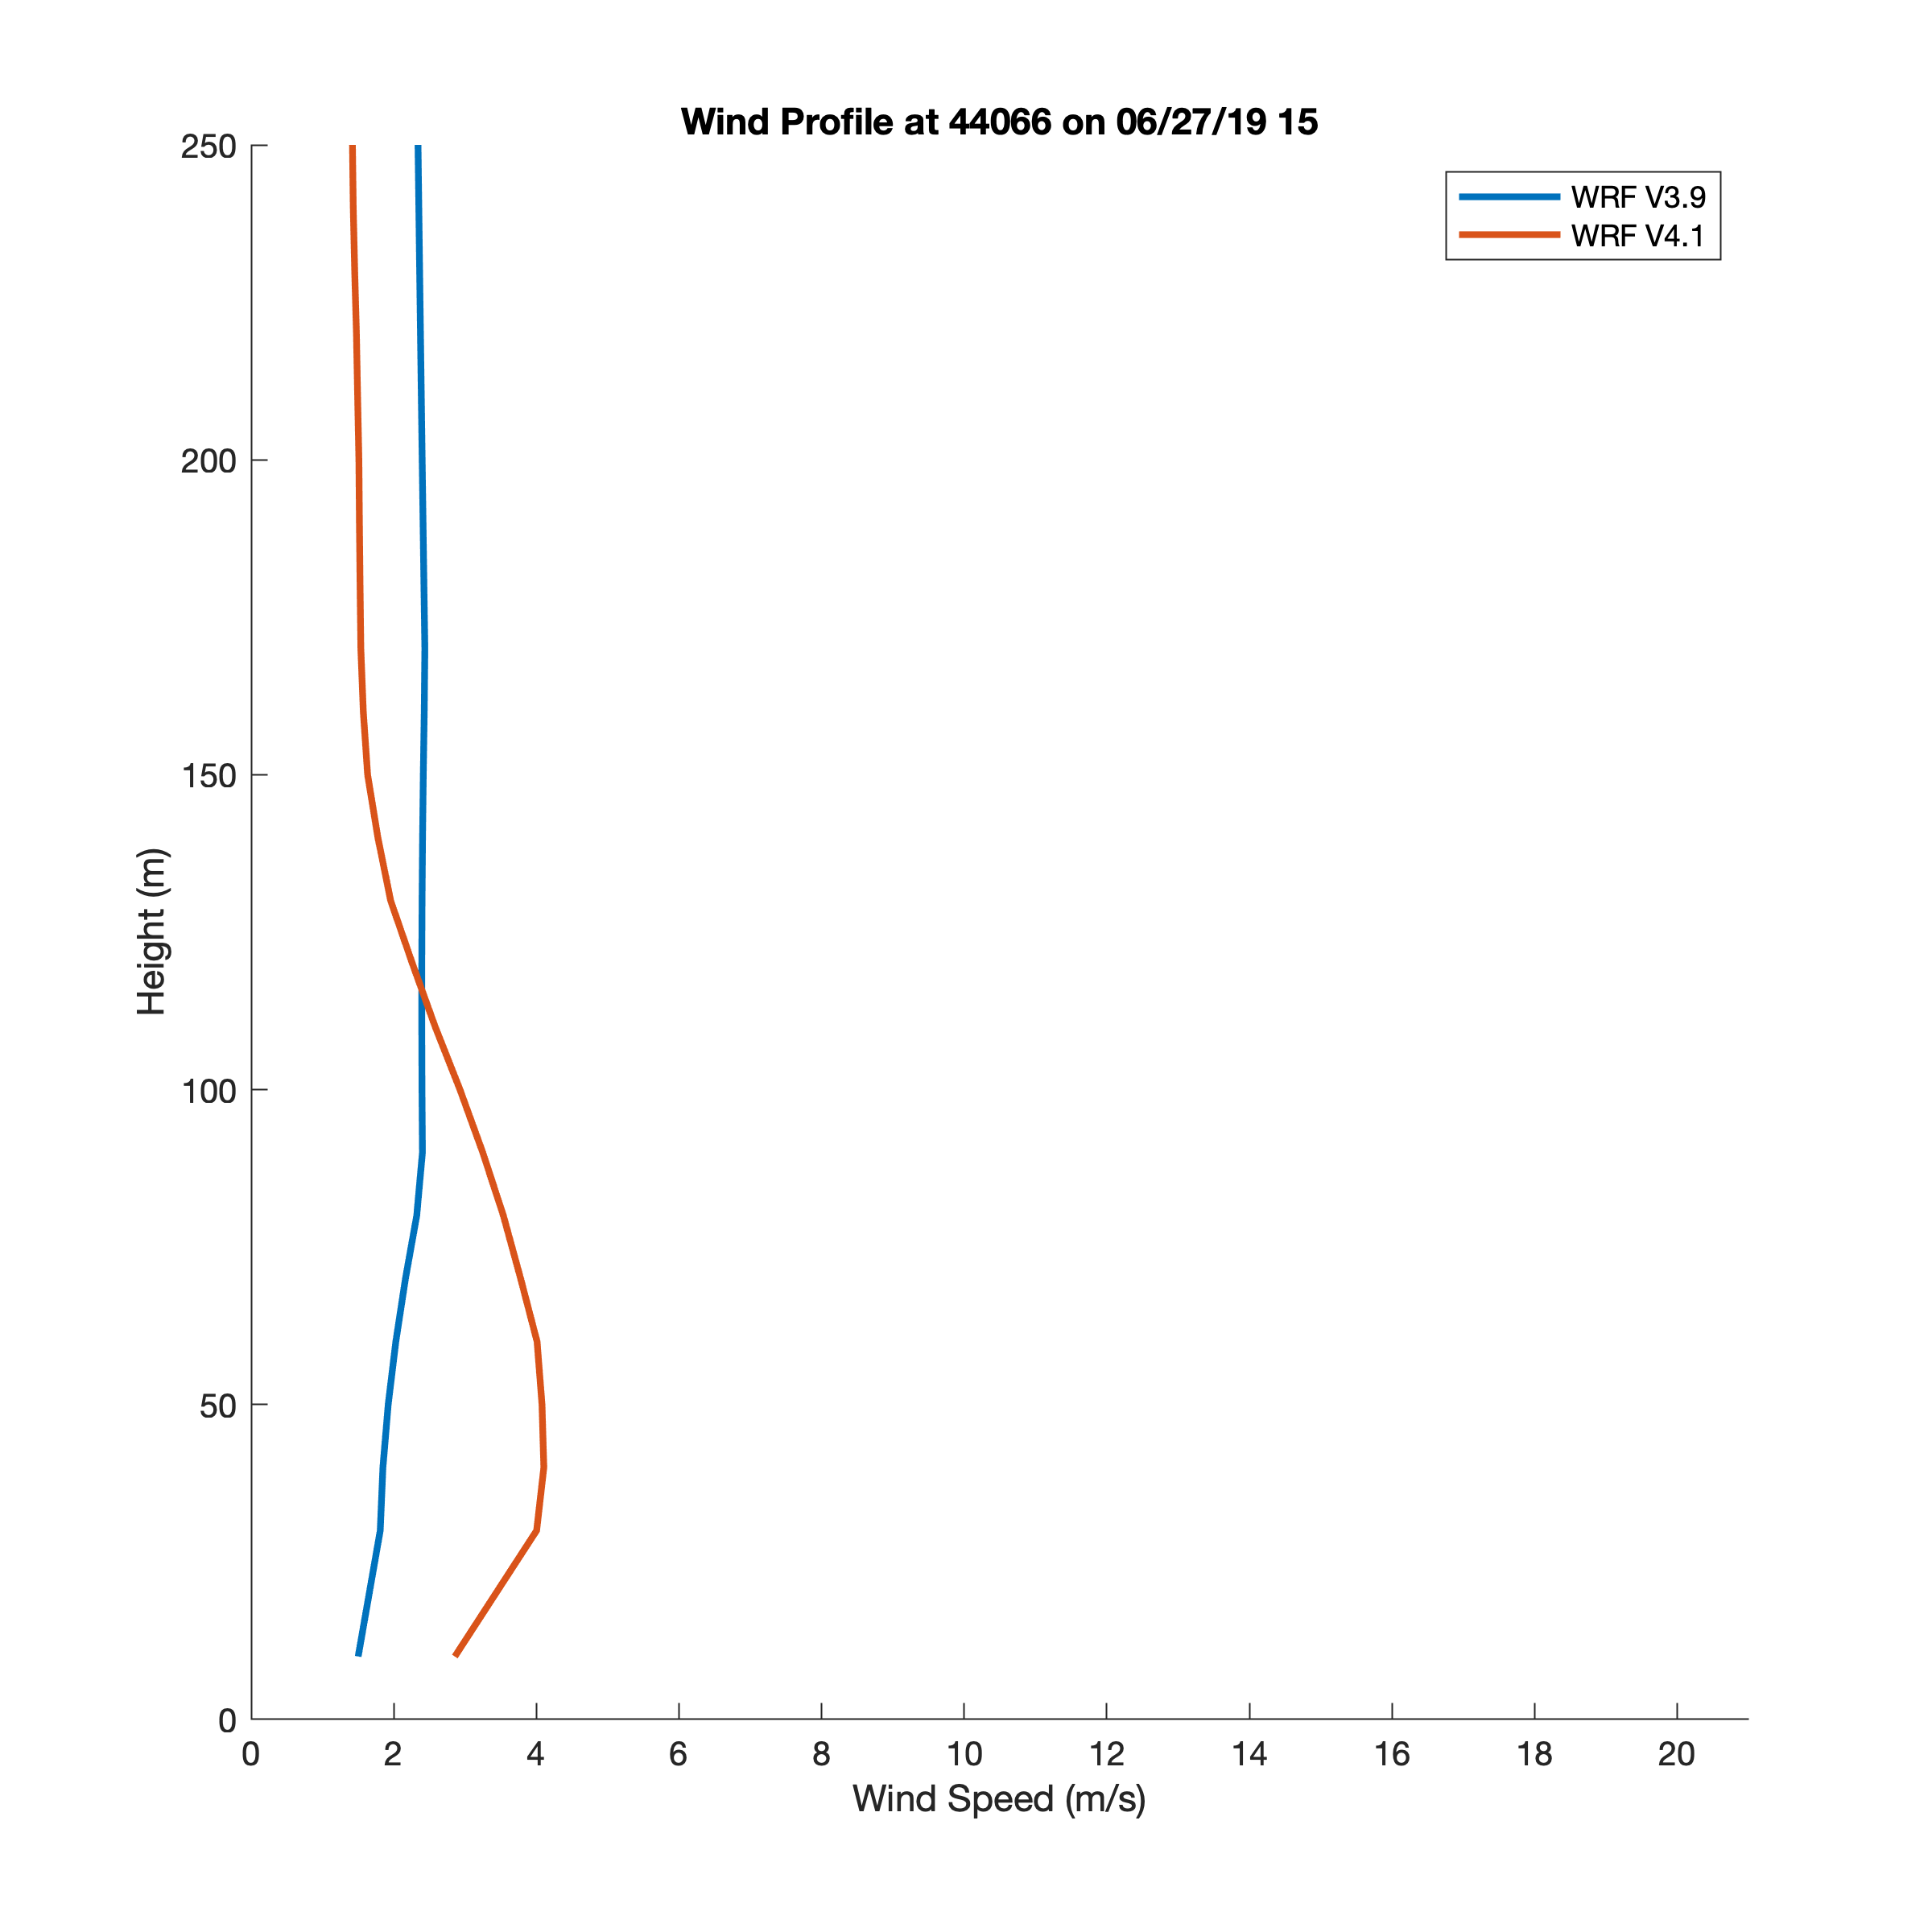 Wind Profile at 44066 on 06/27/19 15
WRF V3.9
WRF V4.1
250
200
150
100
50
0
Height (m)
0 2 4 6 8 10 12 14 16 18 20
Wind Speed (m/s)